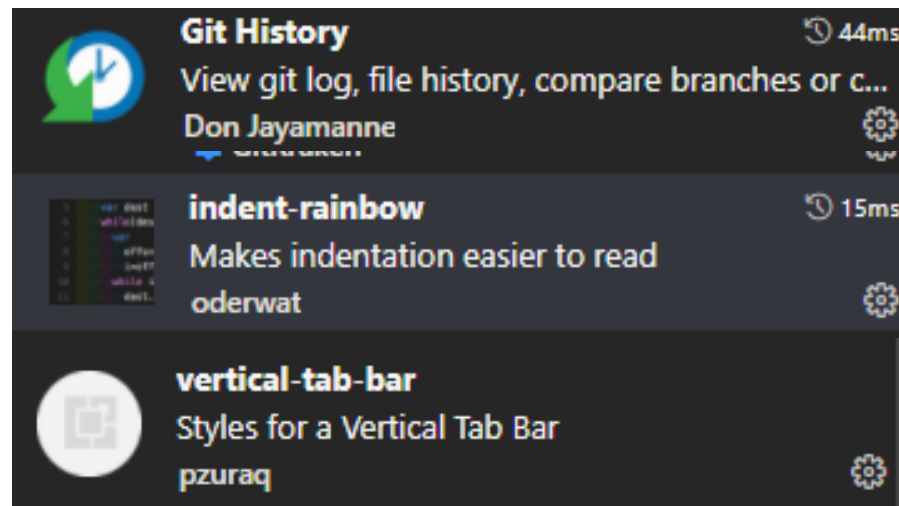 Git History
44ms
View git log, file history, compare branches or c...
Don Jayamanne
GitKraken
indent-rainbow
15ms
Makes indentation easier to read
oderwat
vertical-tab-bar
Styles for a Vertical Tab Bar
pzuraq